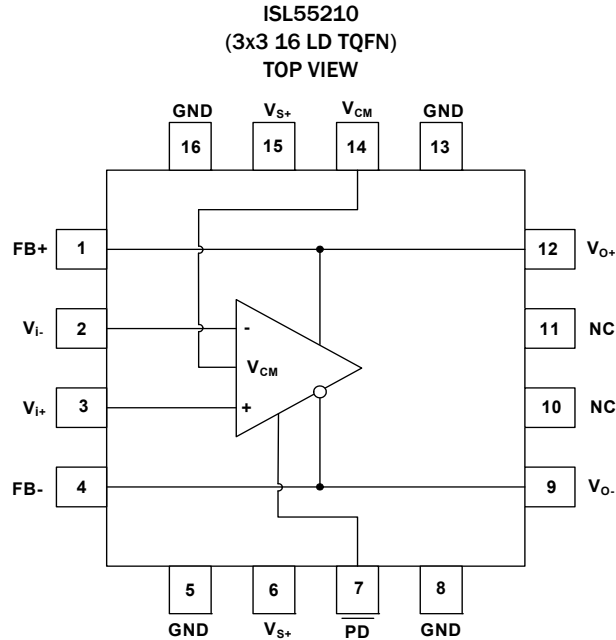 ISL55210
(3x3 16 LD TQFN)
TOP VIEW
GND VS+ VCM GND
16 15 14 13
FB+ 1 12 VO+
Vi- 2 - 11 NC
VCM
Vi+ 3 + 10 NC
FB- 4 9 VO-
5 6 7 8
GND VS+ PD GND